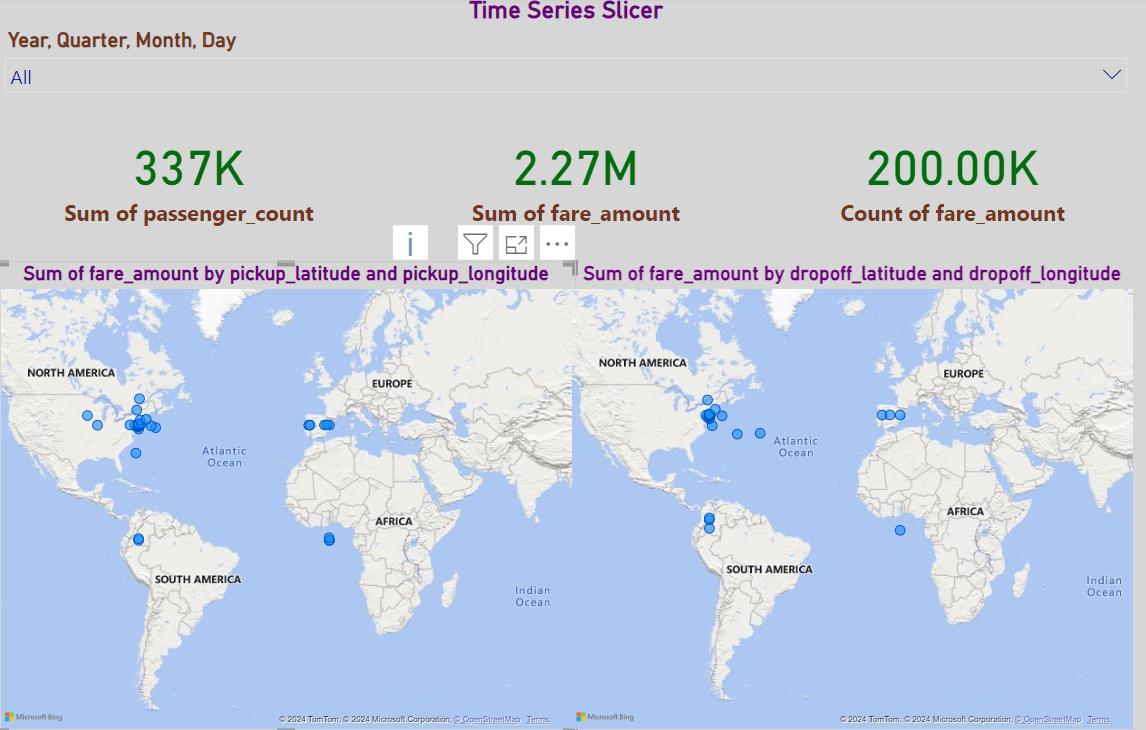 Time Series Slicer
Year, Quarter, Month, Day
All
337K
2.27M
200.00K
Sum of passenger_count
Sum of fare_amount
Count of fare_amount
Sum of fare_amount by pickup_latitude and pickup_longitude
Sum of fare_amount by dropoff_latitude and dropoff_longitude
NORTH AMERICA
EUROPE
Atlantic
Ocean
AFRICA
SOUTH AMERICA
Indian
Ocean
Microsoft Bing
© 2024 TomTom, © 2024 Microsoft Corporation, © OpenStreetMap Terms
NORTH AMERICA
EUROPE
Atlantic
Ocean
AFRICA
SOUTH AMERICA
Indian
Ocean
Microsoft Bing
© 2024 TomTom, © 2024 Microsoft Corporation, © OpenStreetMap Terms